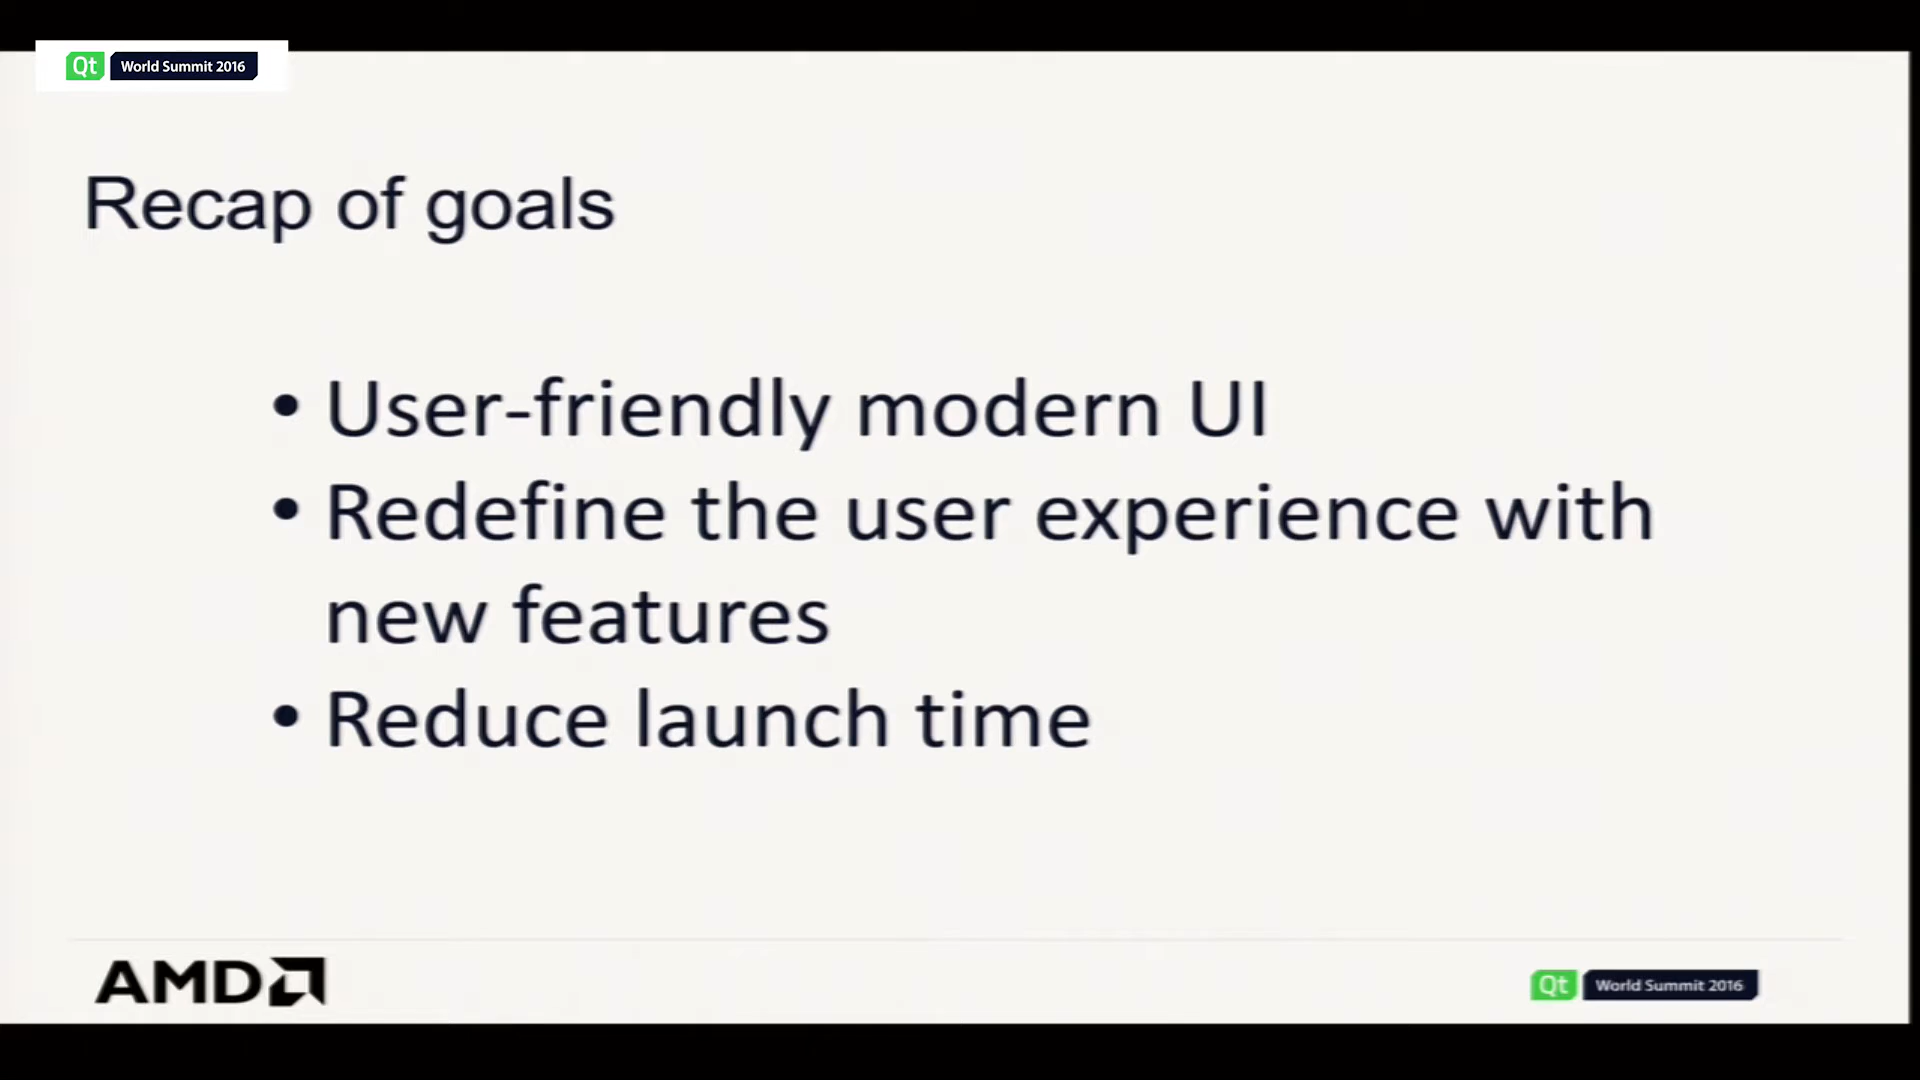 Qt World Summit 2016
Recap of goals
• User-friendly modern UI
• Redefine the user experience with
new features
• Reduce launch time
AMD
Qt World Summit 2016